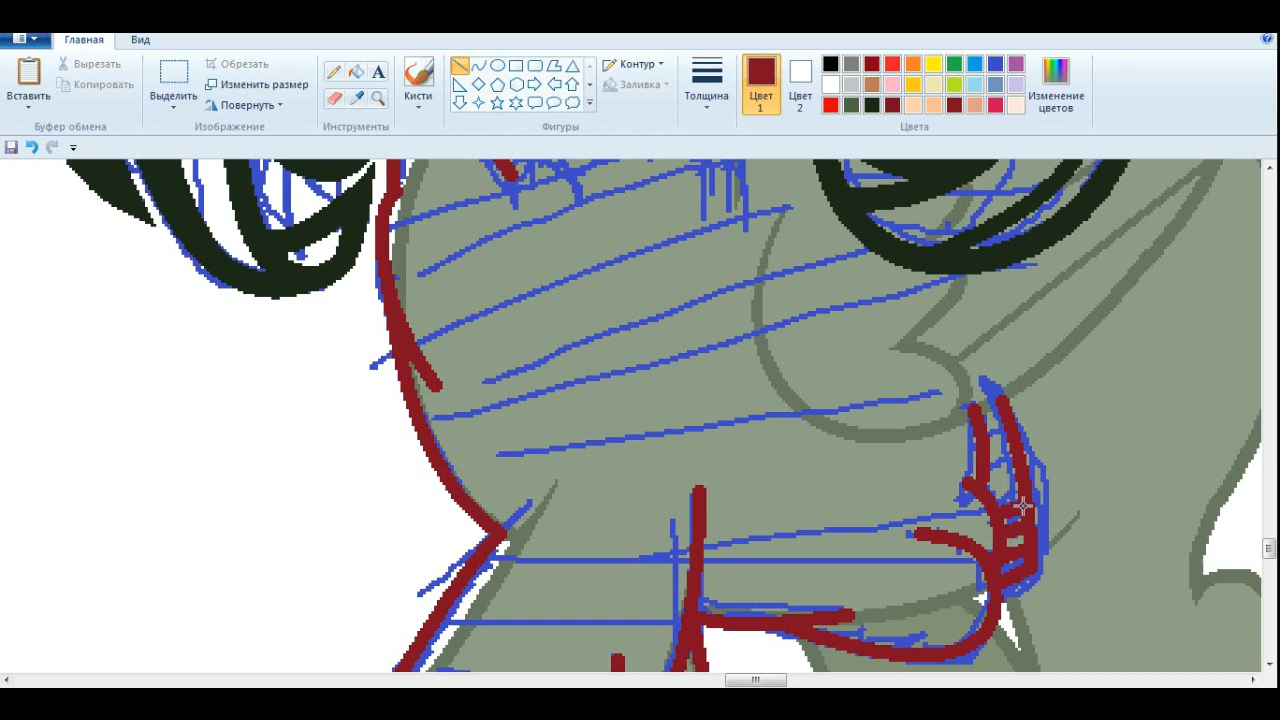 Главная Вид
Вставить
Вырезать
Копировать
Буфер обмена
Выделить
Обрезать
Изменить размер
Повернуть
Изображение
A
Инструменты
Кисти
Контур
Заливка
Фигуры
Толщина
Цвет
1
Цвет
2
Изменение
цветов
Цвета